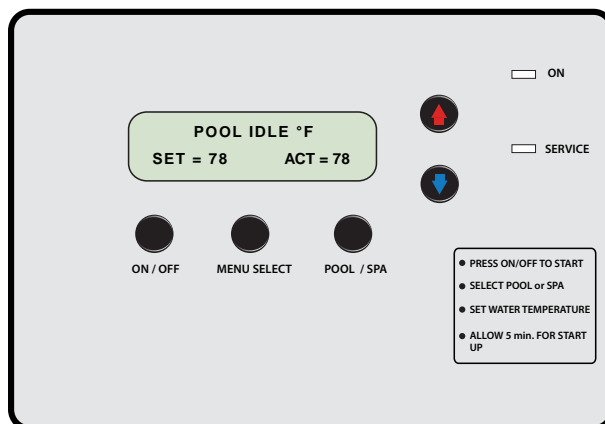 POOL IDLE °F
SET = 78 ACT = 78
ON
SERVICE
ON / OFF MENU SELECT POOL / SPA
• PRESS ON/OFF TO START
• SELECT POOL or SPA
• SET WATER TEMPERATURE
• ALLOW 5 min. FOR START
UP